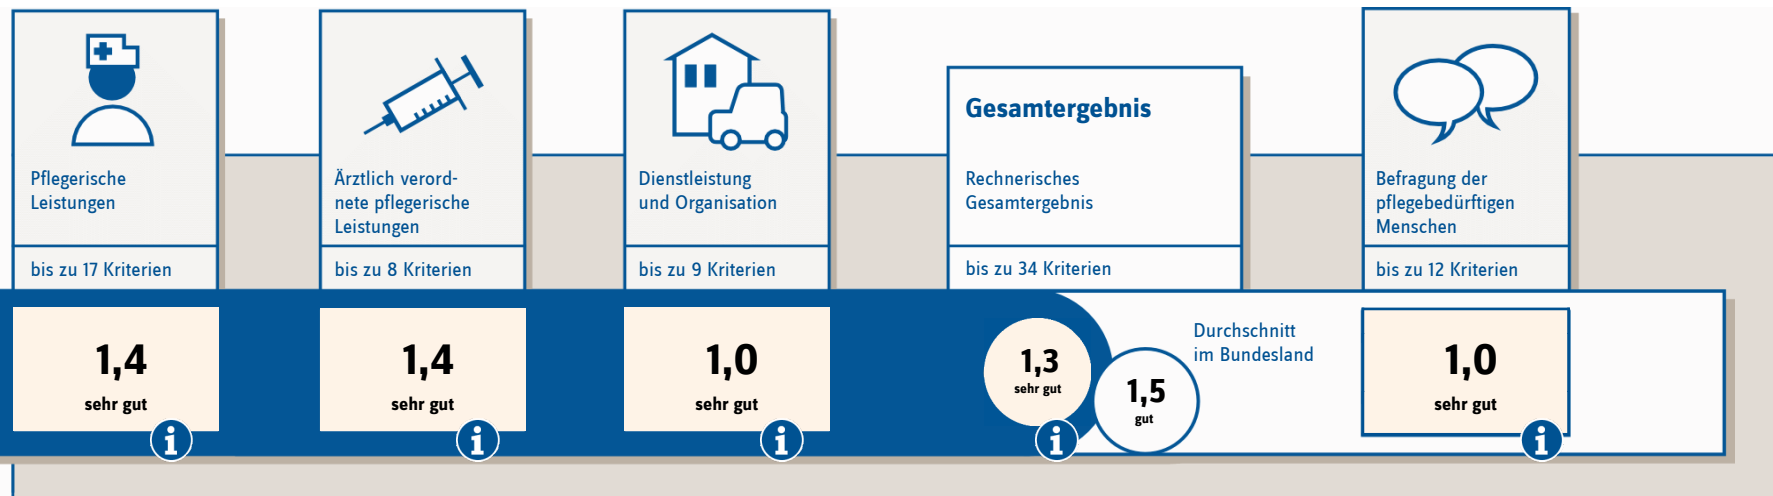 Pflegerische
Leistungen
bis zu 17 Kriterien
1,4
sehr gut
i
Ärztlich verord-
nete pflegerische
Leistungen
bis zu 8 Kriterien
1,4
sehr gut
i
Dienstleistung
und Organisation
bis zu 9 Kriterien
1,0
sehr gut
i
Gesamtergebnis
Rechnerisches
Gesamtergebnis
bis zu 34 Kriterien
1,3
sehr gut
i
1,5
gut
Durchschnitt
im Bundesland
Befragung der
pflegebedürftigen
Menschen
bis zu 12 Kriterien
1,0
sehr gut
i